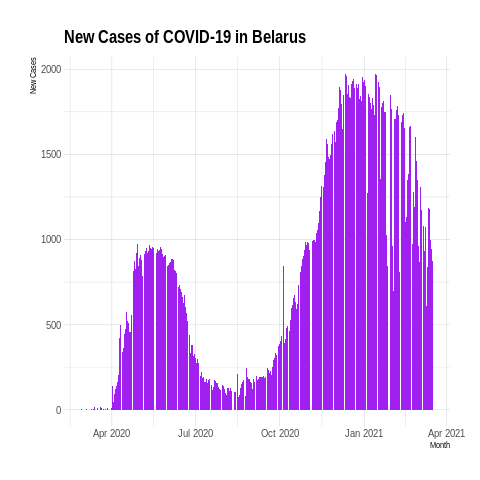 New Cases of COVID-19 in Belarus
New Cases
2000
1500
1000
500
0
Apr 2020 Jul 2020 Oct 2020 Jan 2021 Apr 2021
Month